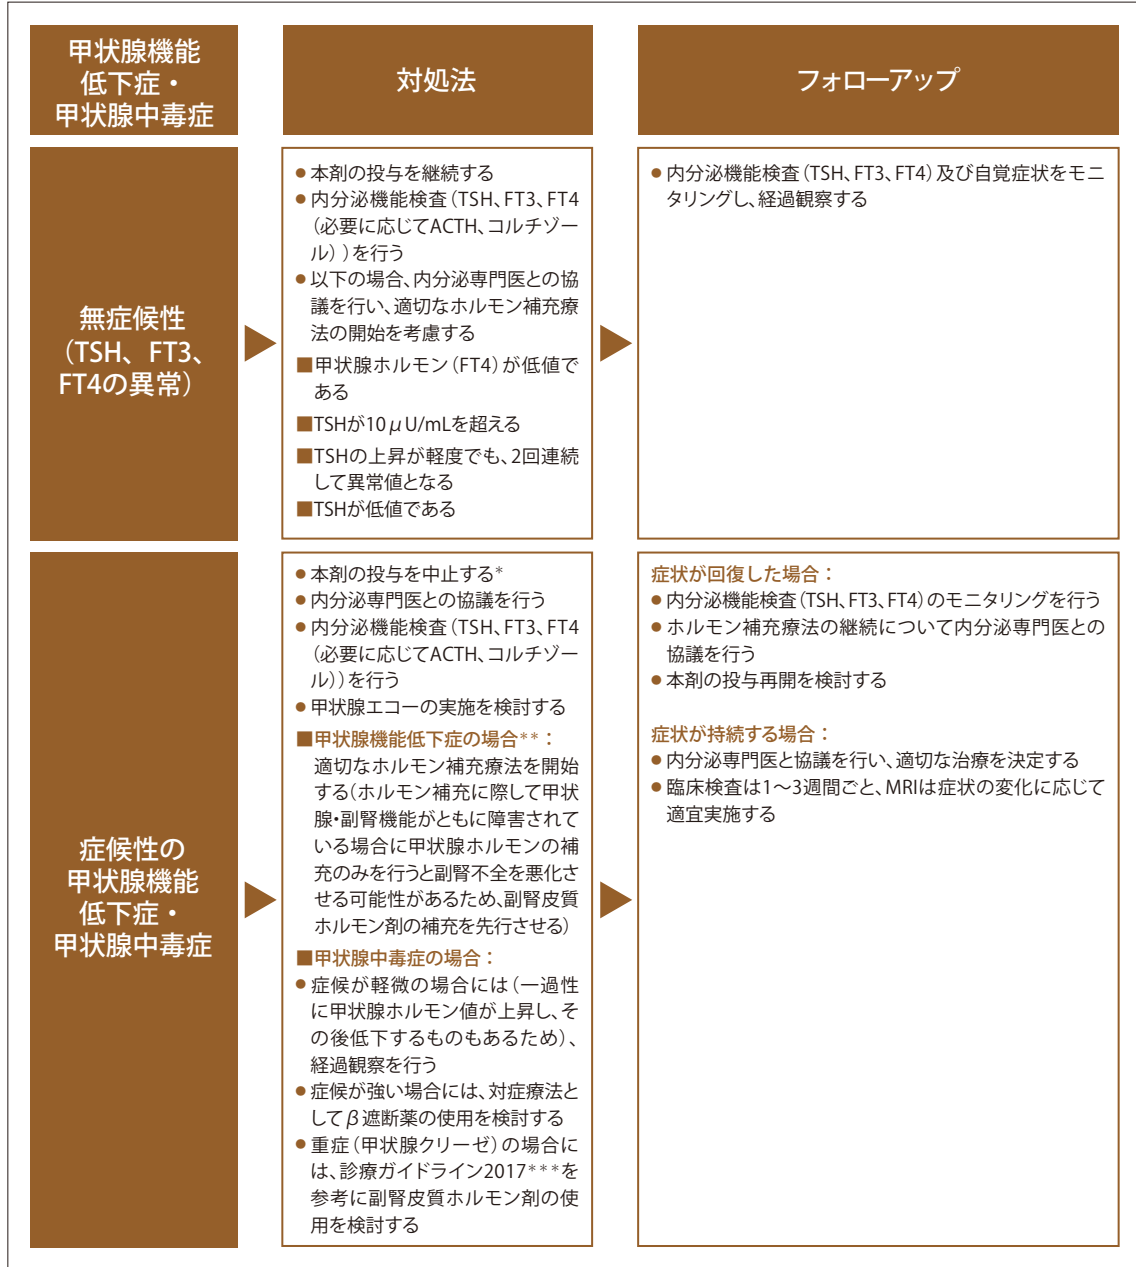 甲状腺機能
低下症・
甲状腺中毒症
対処法
フォローアップ
無症候性
（TSH、FT3、
FT4の異常）
●本剤の投与を継続する
●内分泌機能検査（TSH、FT3、FT4
（必要に応じてACTH、コルチゾー
ル））を行う
●以下の場合、内分泌専門医との協
議を行い、適切なホルモン補充療
法の開始を考慮する
■甲状腺ホルモン（FT4）が低値で
ある
■TSHが10μU/mLを超える
■TSHの上昇が軽度でも、2回連続
して異常値となる
■TSHが低値である
●内分泌機能検査（TSH、FT3、FT4）及び自覚症状をモニ
タリングし、経過観察する
症候性の
甲状腺機能
低下症・
甲状腺中毒症
●本剤の投与を中止する*
●内分泌専門医との協議を行う
●内分泌機能検査（TSH、FT3、FT4
（必要に応じてACTH、コルチゾー
ル））を行う
●甲状腺エコーの実施を検討する
■甲状腺機能低下症の場合**：
適切なホルモン補充療法を開始
する（ホルモン補充に際して甲状
腺・副腎機能がともに障害されて
いる場合に甲状腺ホルモンの補
充のみを行うと副腎不全を悪化さ
せる可能性があるため、副腎皮質
ホルモン剤の補充を先行させる）
■甲状腺中毒症の場合：
●症候が軽微の場合には（一過性
に甲状腺ホルモン値が上昇し、そ
の後低下するものもあるため）、
経過観察を行う
●症候が強い場合には、対症療法と
してβ遮断薬の使用を検討する
●重症（甲状腺クリーゼ）の場合に
は、診療ガイドライン2017***を
参考に副腎皮質ホルモン剤の使
用を検討する
症状が回復した場合：
●内分泌機能検査（TSH、FT3、FT4）のモニタリングを行う
●ホルモン補充療法の継続について内分泌専門医との
協議を行う
●本剤の投与再開を検討する
症状が持続する場合：
●内分泌専門医と協議を行い、適切な治療を決定する
●臨床検査は1～3週間ごと、MRIは症状の変化に応じて
適宜実施する